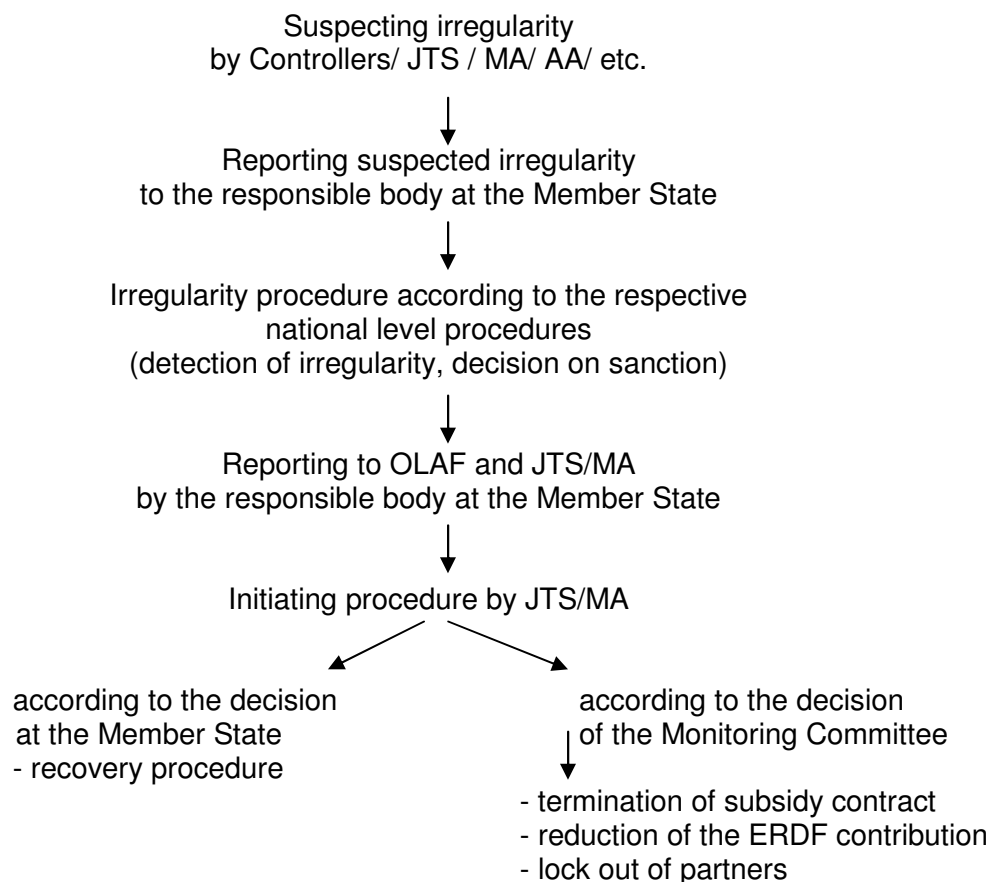 Suspecting irregularity
by Controllers/ JTS / MA/ AA/ etc.
Reporting suspected irregularity
to the responsible body at the Member State
Irregularity procedure according to the respective
national level procedures
(detection of irregularity, decision on sanction)
Reporting to OLAF and JTS/MA
by the responsible body at the Member State
Initiating procedure by JTS/MA
according to the decision
at the Member State
- recovery procedure
according to the decision
of the Monitoring Committee
- termination of subsidy contract
- reduction of the ERDF contribution
- lock out of partners